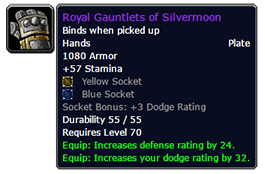 Royal Gauntlets of Silvermoon
Binds when picked up
Hands Plate
1080 Armor
+57 Stamina
Yellow Socket
Blue Socket
Socket Bonus: +3 Dodge Rating
Durability 55 / 55
Requires Level 70
Equip: Increases defense rating by 24.
Equip: Increases your dodge rating by 32.